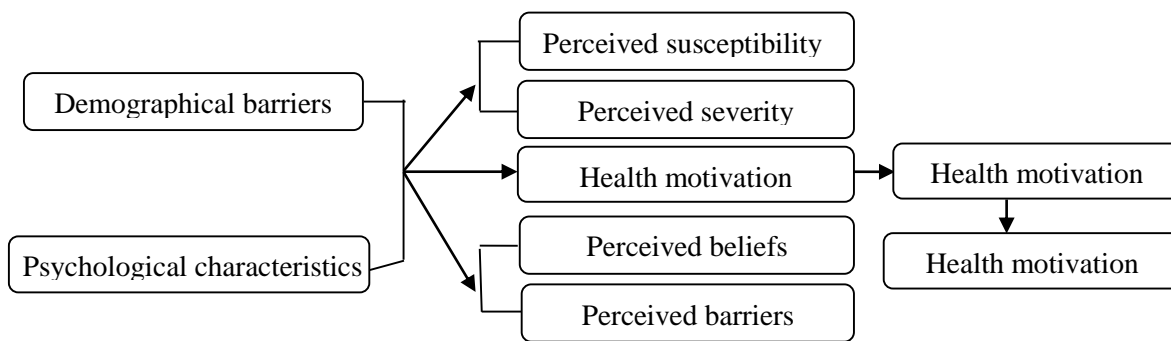 Demographical barriers
Psychological characteristics
Perceived susceptibility
Perceived severity
Health motivation
Perceived beliefs
Perceived barriers
Health motivation
Health motivation